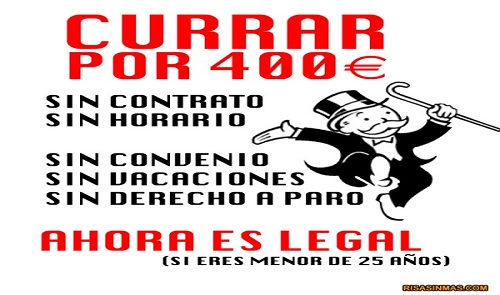 CURRAR
POR 400€
SIN CONTRATO
SIN HORARIO
SIN CONVENIO
SIN VACACIONES
SIN DERECHO A PARO
AHORA ES LEGAL
(SI ERES MENOR DE 25 AÑOS)
RISASINMAS.COM